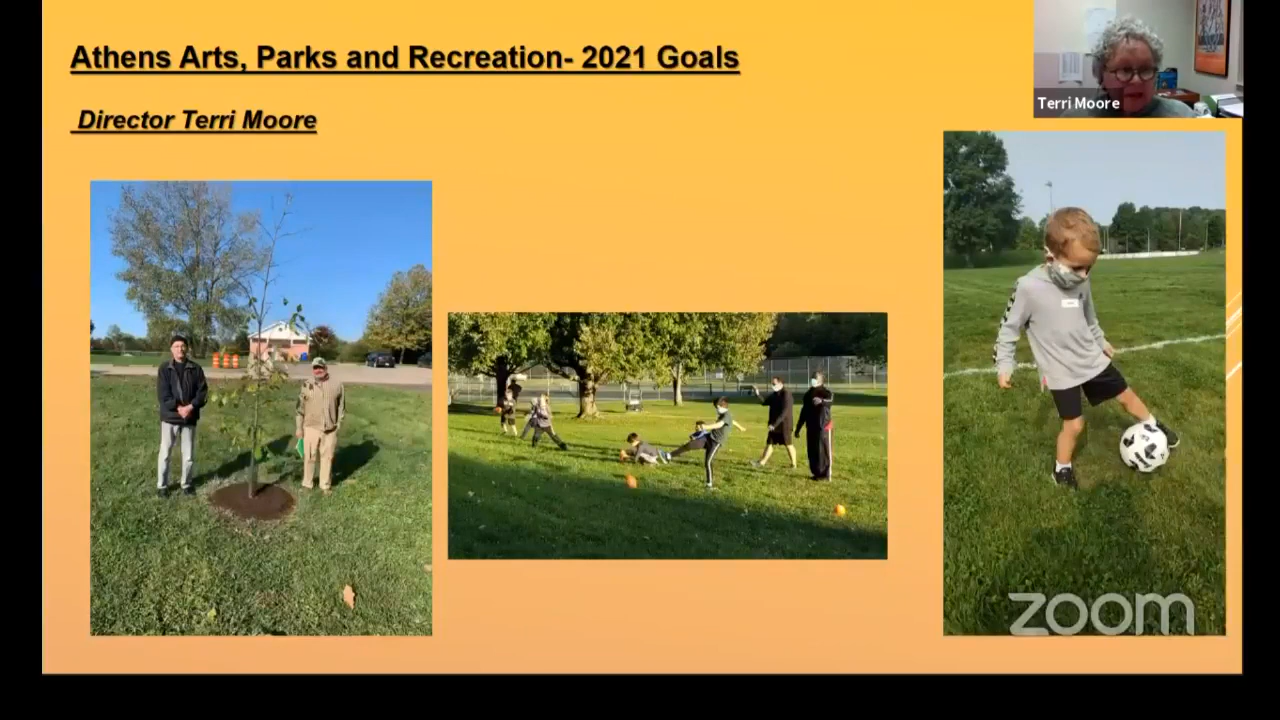 Athens Arts, Parks and Recreation- 2021 Goals
Director Terri Moore
Terri Moore
zoom